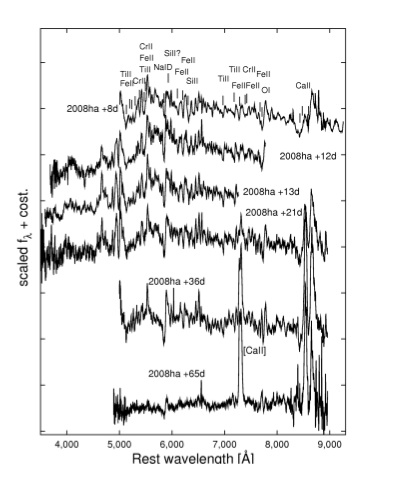 CrII
FeII SiII?
TiII NaID FeII
TiII FeII FeII
FeII CrII SiII
TiII TiII CrII FeII
FeII FeII OI
CaII
2008ha +8d
2008ha +12d
2008ha +13d
2008ha +21d
2008ha +36d
[CaII]
2008ha +65d
scaled fλ + cost.
4,000 5,000 6,000 7,000 8,000 9,000
Rest wavelength [Å]